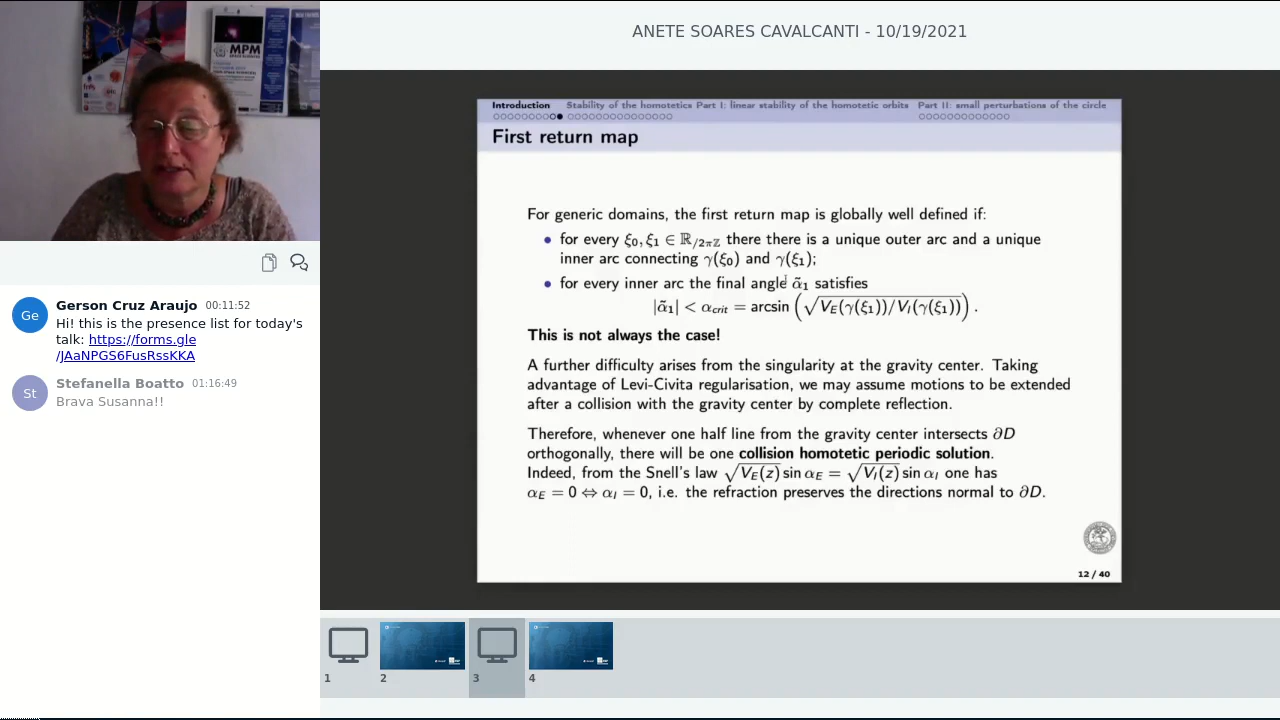 ANETE SOARES CAVALCANTI - 10/19/2021
MPM
Introduction Stability of the homotetics Part I: linear stability of the homotetic orbits Part II: small perturbations of the circle
First return map
For generic domains, the first return map is globally well defined if:
for every ξ₀, ξ₁ ∈ ℝ/2πℤ there there is a unique outer arc and a unique
inner arc connecting γ(ξ₀) and γ(ξ₁);
for every inner arc the final angle α̃₁ satisfies
|α̃₁| < α_crit = arcsin (√V_E(γ(ξ₁))/V_I(γ(ξ₁))) .
This is not always the case!
A further difficulty arises from the singularity at the gravity center. Taking
advantage of Levi-Civita regularisation, we may assume motions to be extended
after a collision with the gravity center by complete reflection.
Therefore, whenever one half line from the gravity center intersects ∂D
orthogonally, there will be one collision homotetic periodic solution.
Indeed, from the Snell's law √V_E(z) sin α_E = √V_I(z) sin α_I one has
α_E = 0 ⇔ α_I = 0, i.e. the refraction preserves the directions normal to ∂D.
12 / 40
Ge
Gerson Cruz Araujo 00:11:52
Hi! this is the presence list for today's
talk: https://forms.gle
/JAaNPGS6FusRssKKA
St
Stefanella Boatto 01:16:49
Brava Susanna!!
1
2
3
4